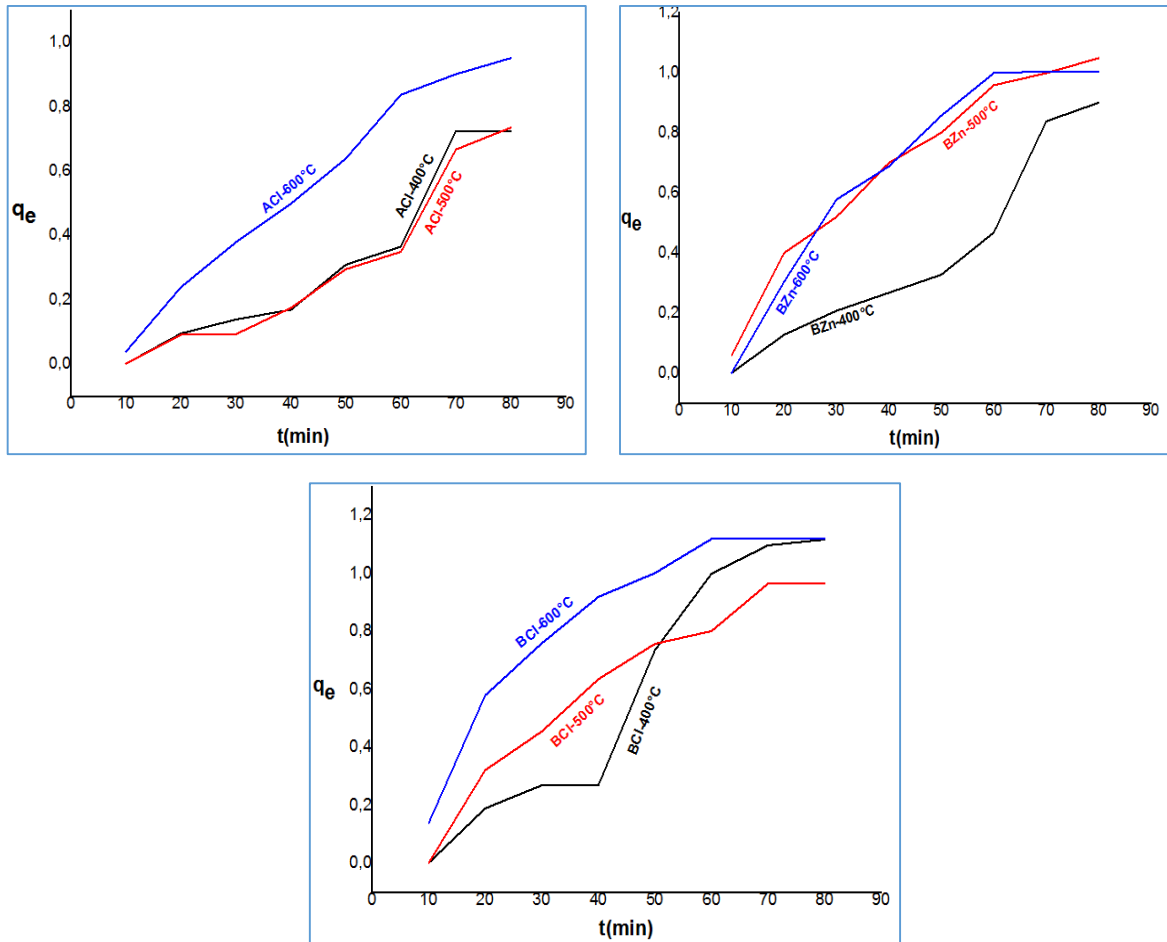 1,0
0,8
ACl-600°C
0,6
ACl-400°C
ACl-500°C
qe
0,4
0,2
0,0
0 10 20 30 40 50 60 70 80 90
t(min)
1,2
1,0
BZn-500°C
0,8
0,6
qe
0,4
BZn-600°C
0,2
BZn-400°C
0,0
0 10 20 30 40 50 60 70 80 90
t(min)
1,2
1,0
BCl-600°C
0,8
0,6
qe
BCl-500°C
BCl-400°C
0,4
0,2
0,0
0 10 20 30 40 50 60 70 80 90
t(min)